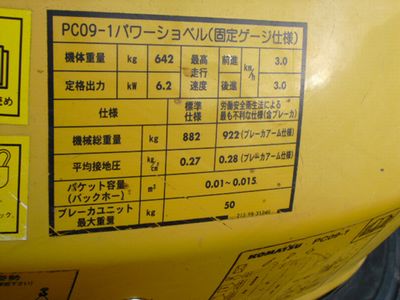 PC09-1パワーショベル(固定ゲージ仕様)
機体重量 kg 642 最高走行速度 前進 km/h 3.0
定格出力 kW 6.2 後進 3.0
仕様 標準仕様 労働安全衛生法による最も不利な仕様(含ブレーカ)
機械総重量 kg 882 922(ブレーカアーム仕様)
平均接地圧 kg/cm² 0.27 0.28(ブレーカアーム仕様)
バケット容量(バックホー) m³ 0.01~0.015
ブレーカユニット最大重量 kg 50
KOMATSU PC09-1